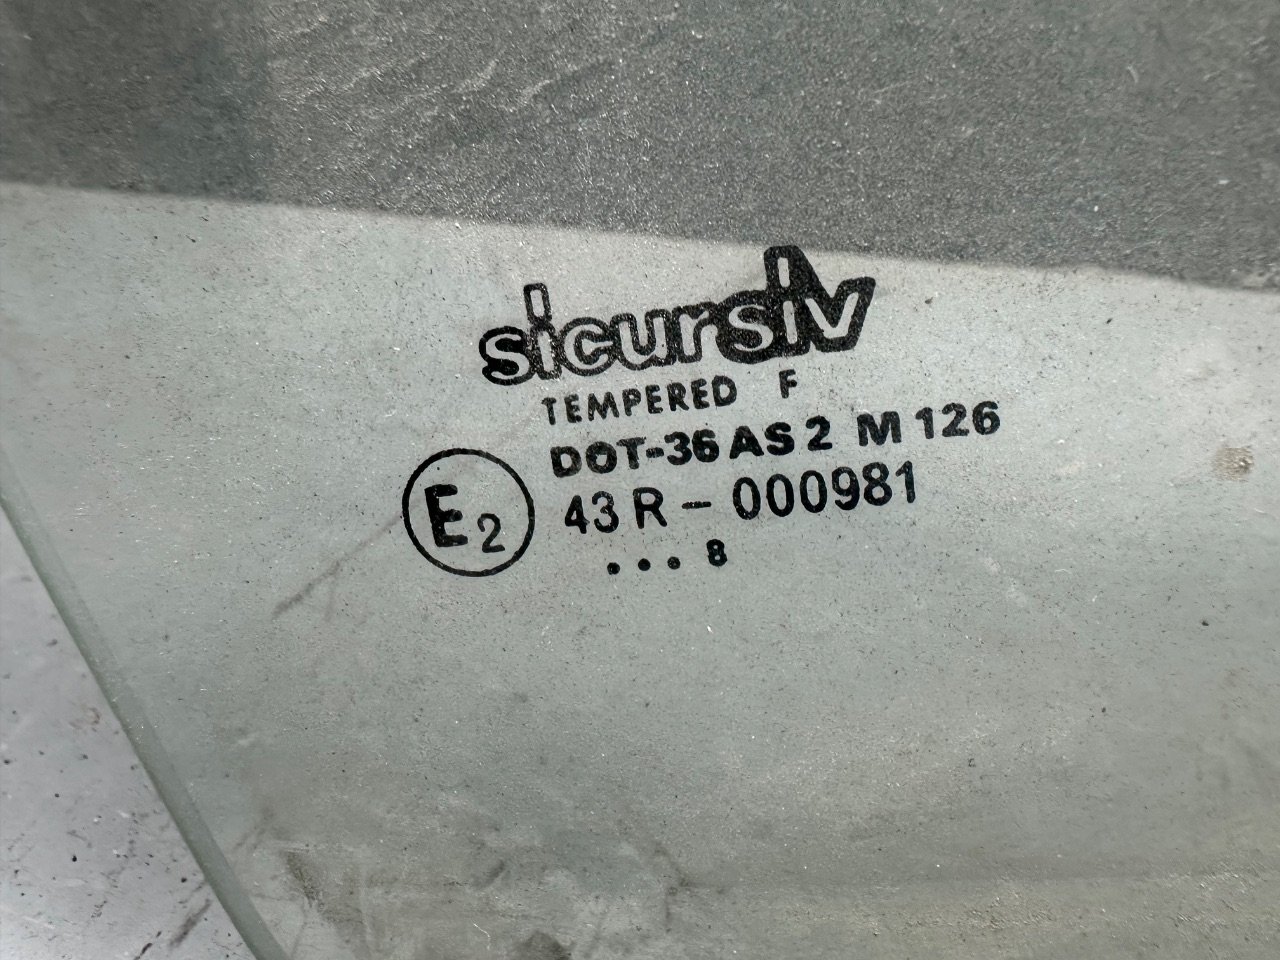 sicursiv
TEMPERED F
DOT-36 AS 2 M 126
E2 43 R - 000981
... 8